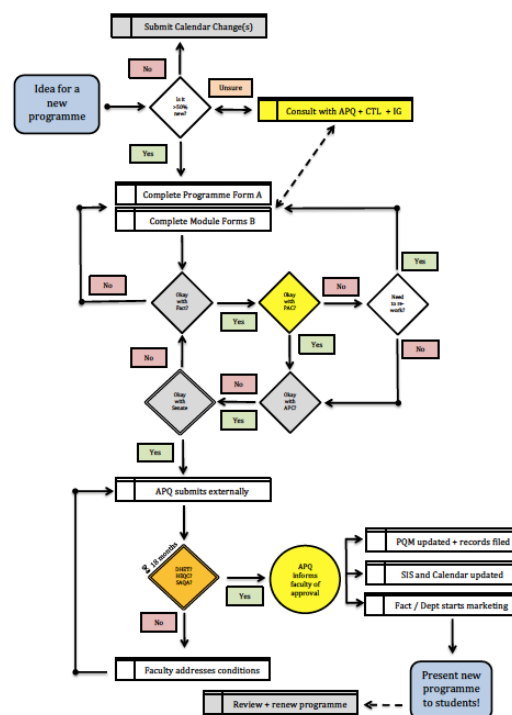 Submit Calendar Change(s)
No
Idea for a
new
programme
Is it
>50%
new?
Unsure
Consult with APQ + CTL + IG
Yes
Complete Programme Form A
Complete Module Forms B
No
Okay
with
Fact?
Yes
Okay
with
PAC?
No
Need
to re-
work?
Yes
Yes
No
No
Okay
with
Senate
No
Yes
Okay
with
APC?
Yes
APQ submits externally
18 months
DHET?
HEQC?
SAQA?
Yes
APQ
informs
faculty of
approval
PQM updated + records filed
SIS and Calendar updated
Fact / Dept starts marketing
No
Faculty addresses conditions
Present new
programme
to students!
Review + renew programme